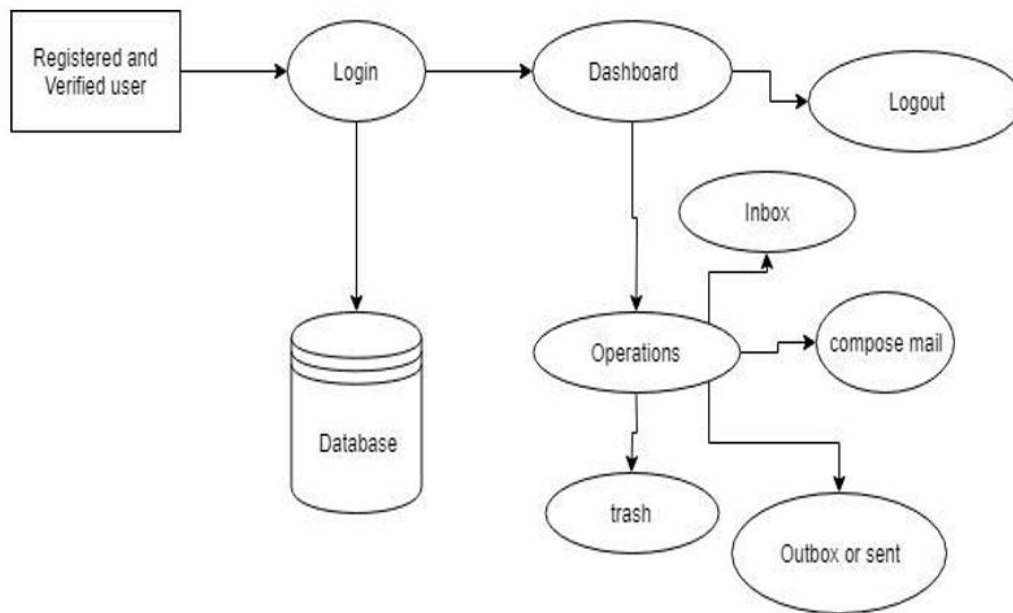 Registered and
Verified user
Login
Dashboard
Logout
Inbox
Operations
compose mail
Database
trash
Outbox or sent